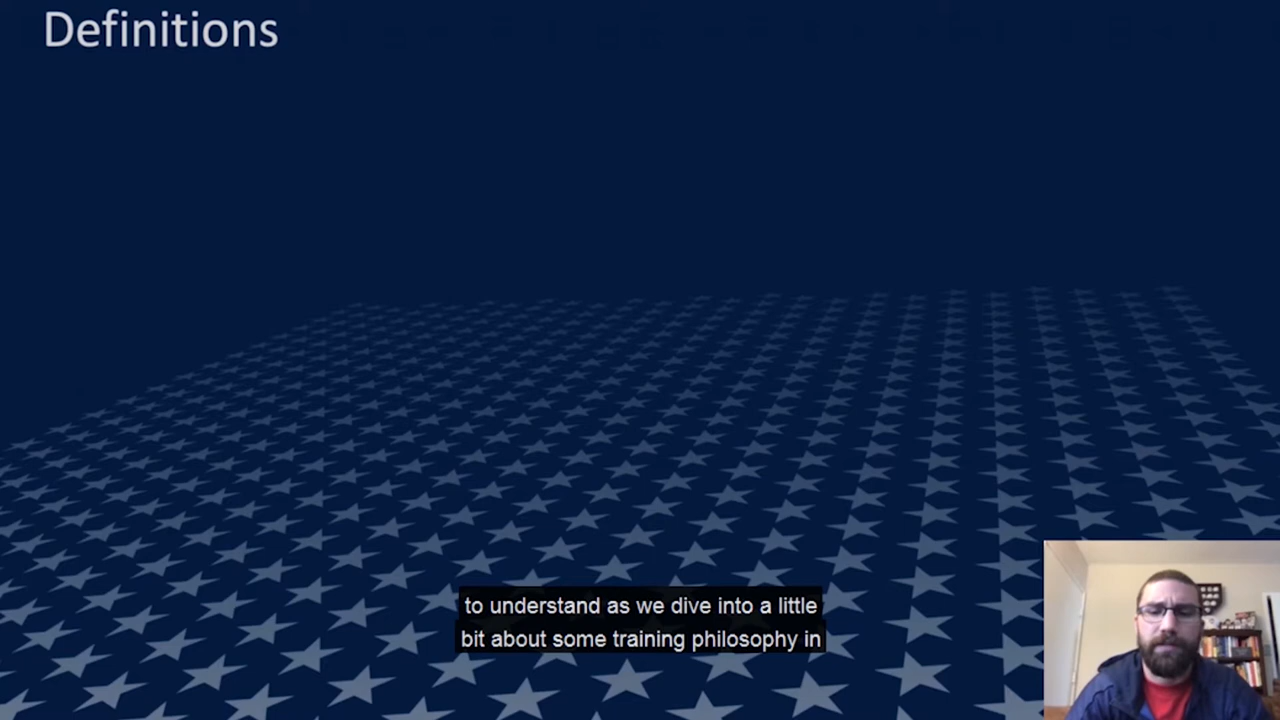 Definitions
to understand as we dive into a little
bit about some training philosophy in